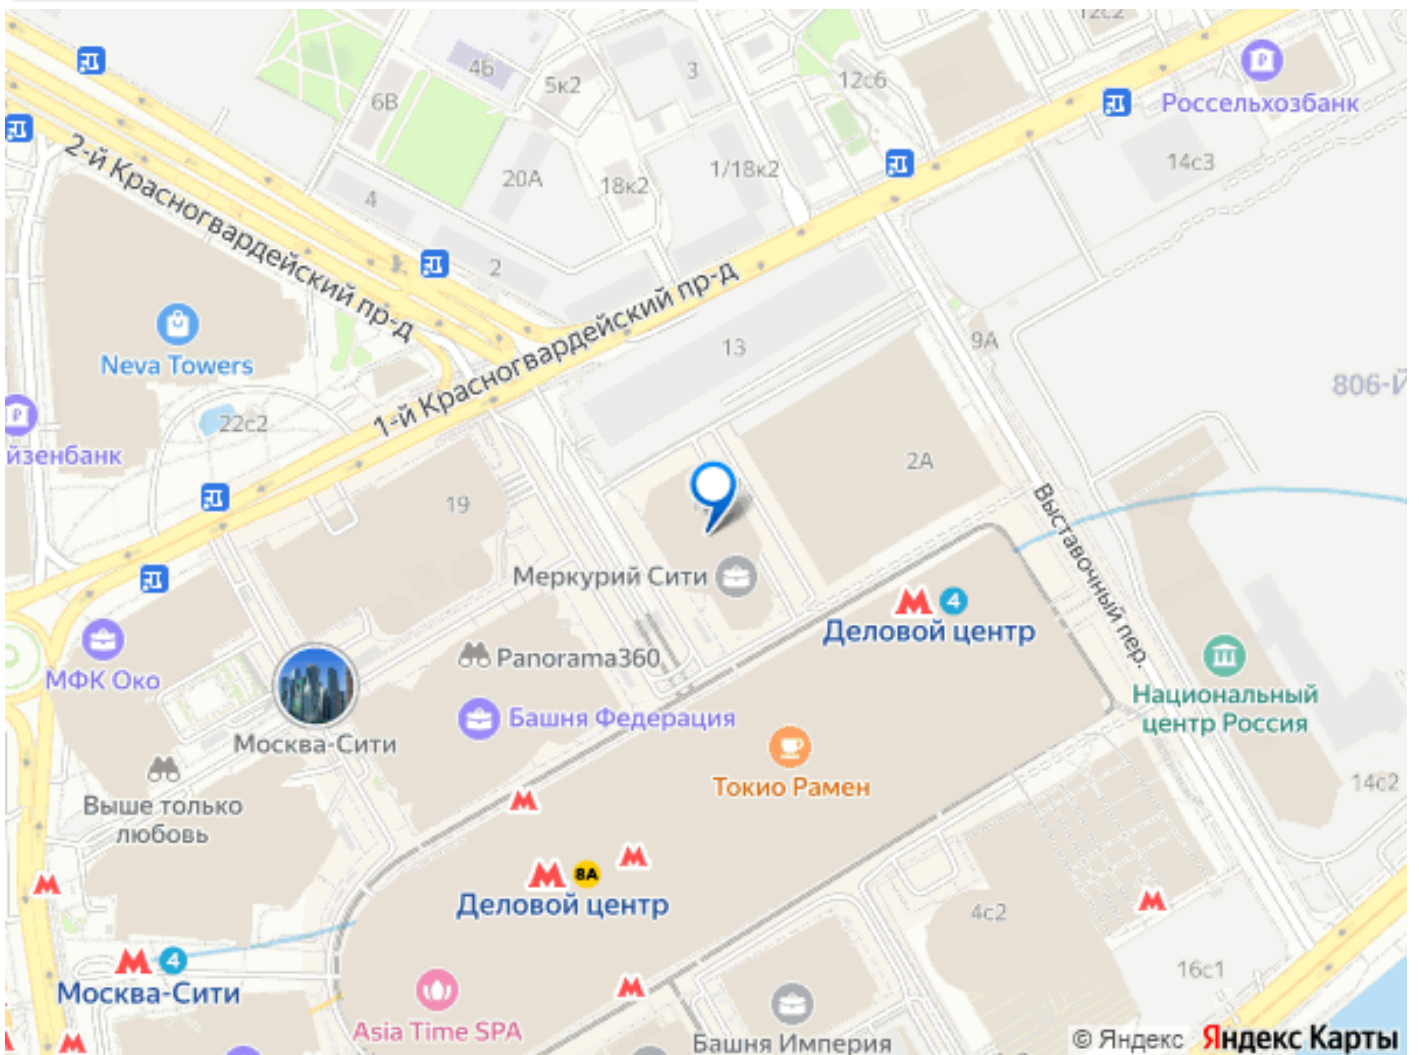 12с2
4Б
3
5к2
12с6
6В
Россельхозбанк
2-й Красногвардейский пр-д
20А
18к2
1/18к2
14с3
4
2
1-й Красногвардейский пр-д
13
9А
Neva Towers
806-Й
22с2
йзенбанк
19
2А
Выставочный пер.
Меркурий Сити
4
Деловой центр
МФК Око
Panorama360
Национальный
центр Россия
Башня Федерация
Москва-Сити
Токио Рамен
14с2
Выше только
любовь
8А
Деловой центр
4с2
4
Москва-Сити
16с1
Asia Time SPA
Башня Империя
© Яндекс Яндекс Карты